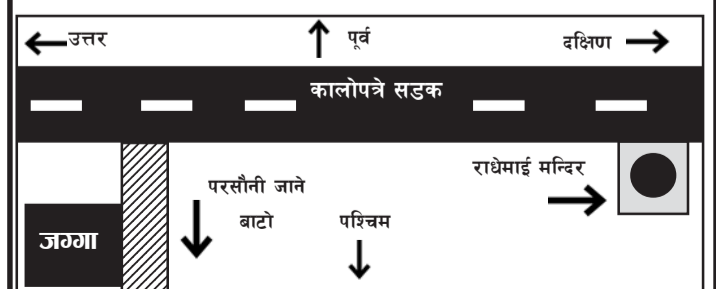 उत्तर
पूर्व
दक्षिण
कालोपत्रे सडक
राधेमाई मन्दिर
परसौनी जाने
बाटो
पश्चिम
जग्गा